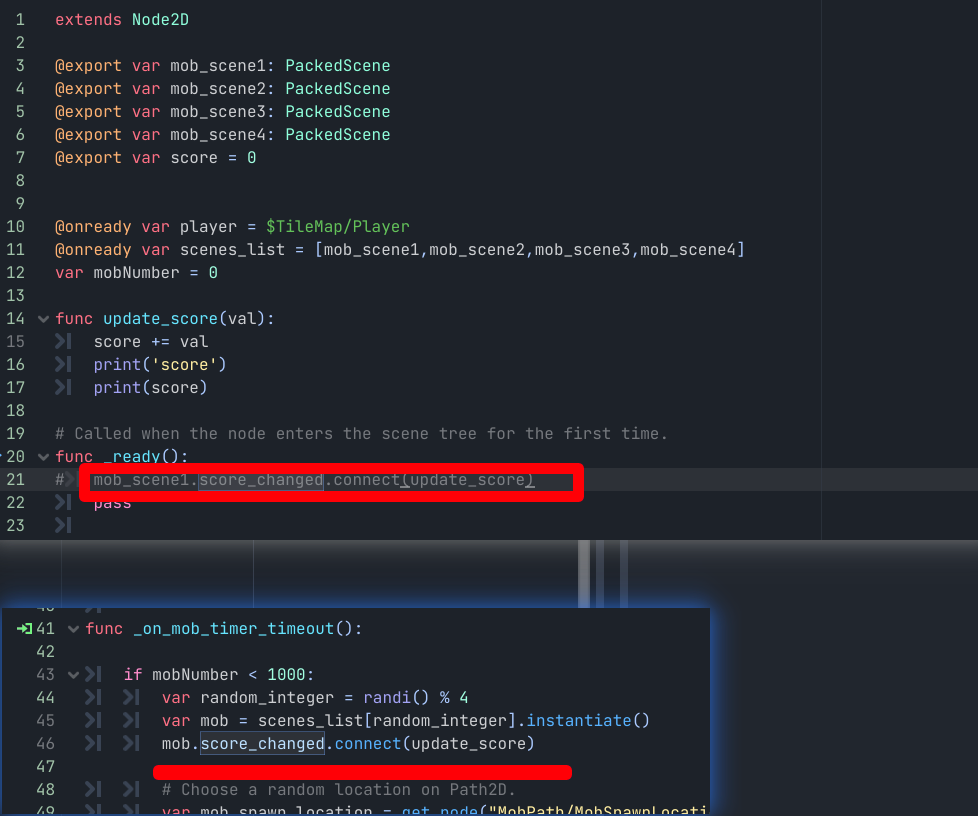 1 extends Node2D
2
3 @export var mob_scene1: PackedScene
4 @export var mob_scene2: PackedScene
5 @export var mob_scene3: PackedScene
6 @export var mob_scene4: PackedScene
7 @export var score = 0
8
9
10 @onready var player = $TileMap/Player
11 @onready var scenes_list = [mob_scene1,mob_scene2,mob_scene3,mob_scene4]
12 var mobNumber = 0
13
14 func update_score(val):
15 score += val
16 print('score')
17 print(score)
18
19 # Called when the node enters the scene tree for the first time.
20 func _ready():
21 # mob_scene1.score_changed.connect(update_score)
22 pass
23
40
41 func _on_mob_timer_timeout():
42
43 if mobNumber < 1000:
44 var random_integer = randi() % 4
45 var mob = scenes_list[random_integer].instantiate()
46 mob.score_changed.connect(update_score)
47
48 # Choose a random location on Path2D.
49 var mob_spawn_location = get_node("MobPath/MobSpawnLocati